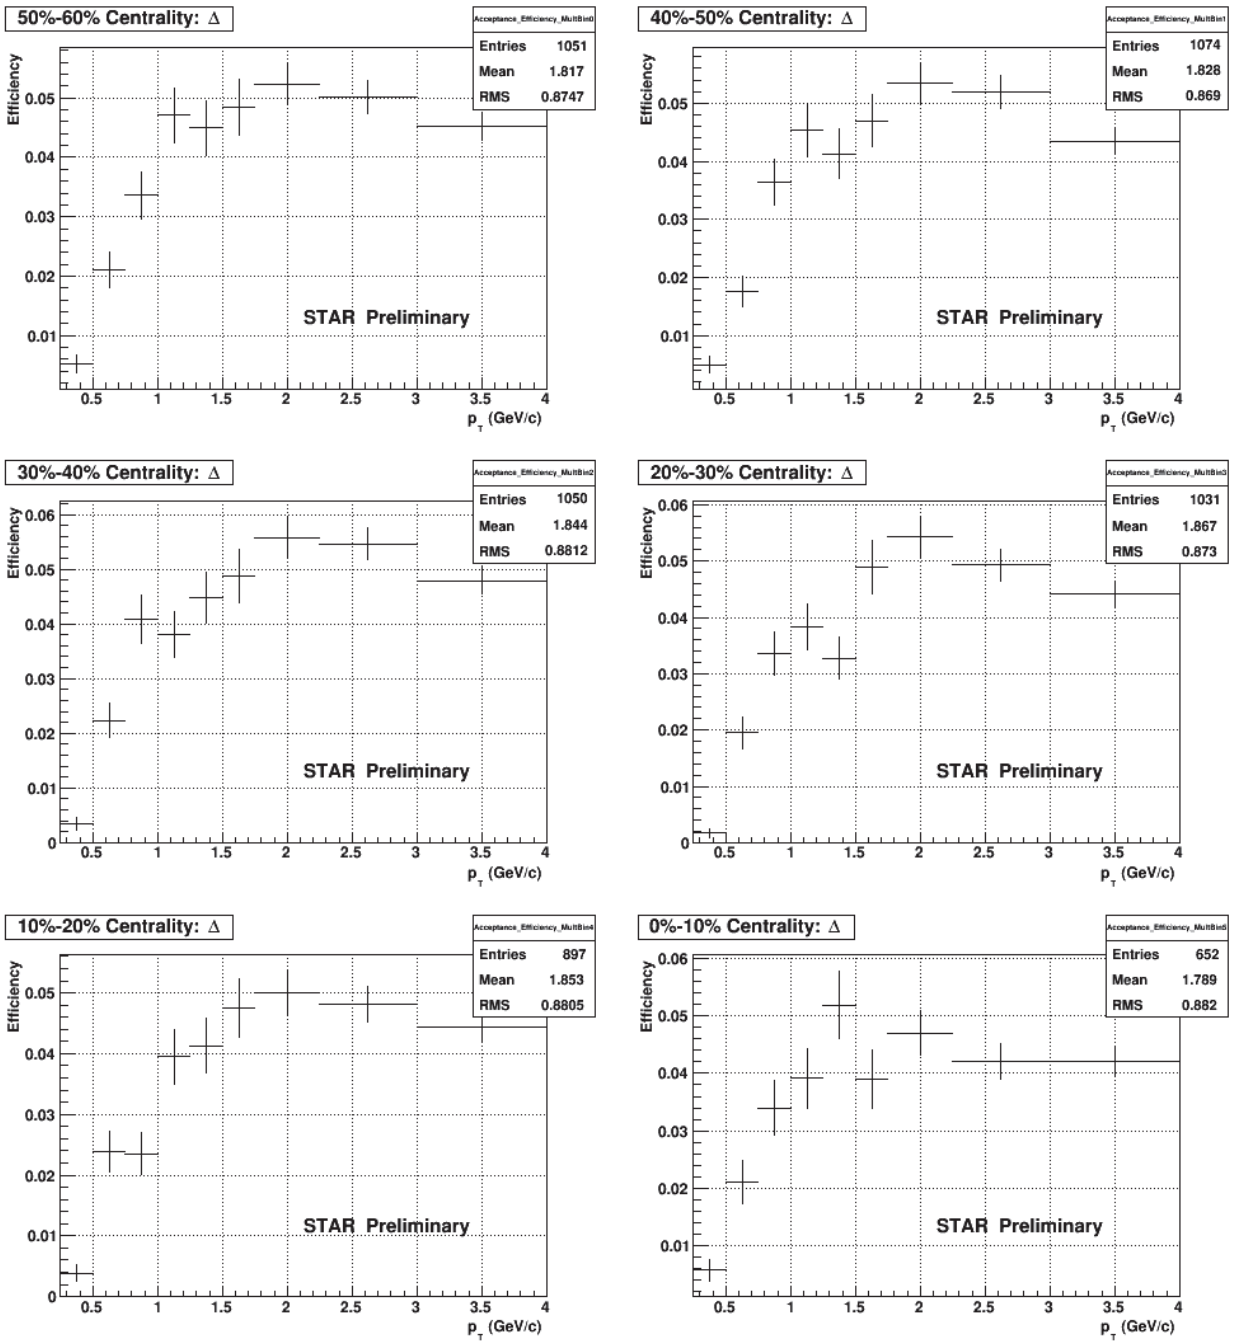 50%-60% Centrality: Δ
Acceptance_Efficiency_MultBin0
Entries 1051
Mean 1.817
RMS 0.8747
Efficiency
0.05
0.04
0.03
0.02
0.01
STAR Preliminary
0.5 1 1.5 2 2.5 3 3.5 4
p_T (GeV/c)
40%-50% Centrality: Δ
Acceptance_Efficiency_MultBin1
Entries 1074
Mean 1.828
RMS 0.869
Efficiency
0.05
0.04
0.03
0.02
0.01
STAR Preliminary
0.5 1 1.5 2 2.5 3 3.5 4
p_T (GeV/c)
30%-40% Centrality: Δ
Acceptance_Efficiency_MultBin2
Entries 1050
Mean 1.844
RMS 0.8812
Efficiency
0.06
0.05
0.04
0.03
0.02
0.01
0
STAR Preliminary
0.5 1 1.5 2 2.5 3 3.5 4
p_T (GeV/c)
20%-30% Centrality: Δ
Acceptance_Efficiency_MultBin3
Entries 1031
Mean 1.867
RMS 0.873
Efficiency
0.06
0.05
0.04
0.03
0.02
0.01
0
STAR Preliminary
0.5 1 1.5 2 2.5 3 3.5 4
p_T (GeV/c)
10%-20% Centrality: Δ
Acceptance_Efficiency_MultBin4
Entries 897
Mean 1.853
RMS 0.8805
Efficiency
0.05
0.04
0.03
0.02
0.01
0
STAR Preliminary
0.5 1 1.5 2 2.5 3 3.5 4
p_T (GeV/c)
0%-10% Centrality: Δ
Acceptance_Efficiency_MultBin5
Entries 652
Mean 1.789
RMS 0.882
Efficiency
0.06
0.05
0.04
0.03
0.02
0.01
STAR Preliminary
0.5 1 1.5 2 2.5 3 3.5 4
p_T (GeV/c)